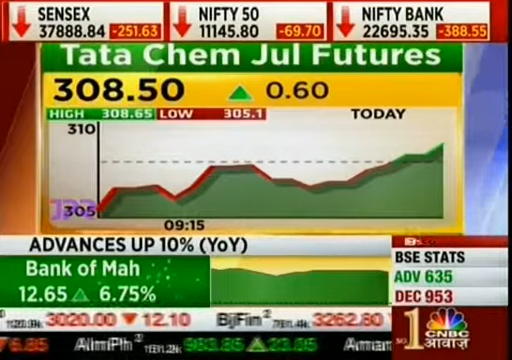 SENSEX
37888.84 -251.63
NIFTY 50
11145.80 -69.70
NIFTY BANK
22695.35 -388.55
Tata Chem Jul Futures
308.50 0.60
HIGH 308.65 LOW 305.1
TODAY
310
305
09:15
ADVANCES UP 10% (YoY)
Bank of Mah
12.65 6.75%
BSE STATS
ADV 635
DEC 953
3020.00 12.10 BjFin 3262.80
CNBC
आवाज़